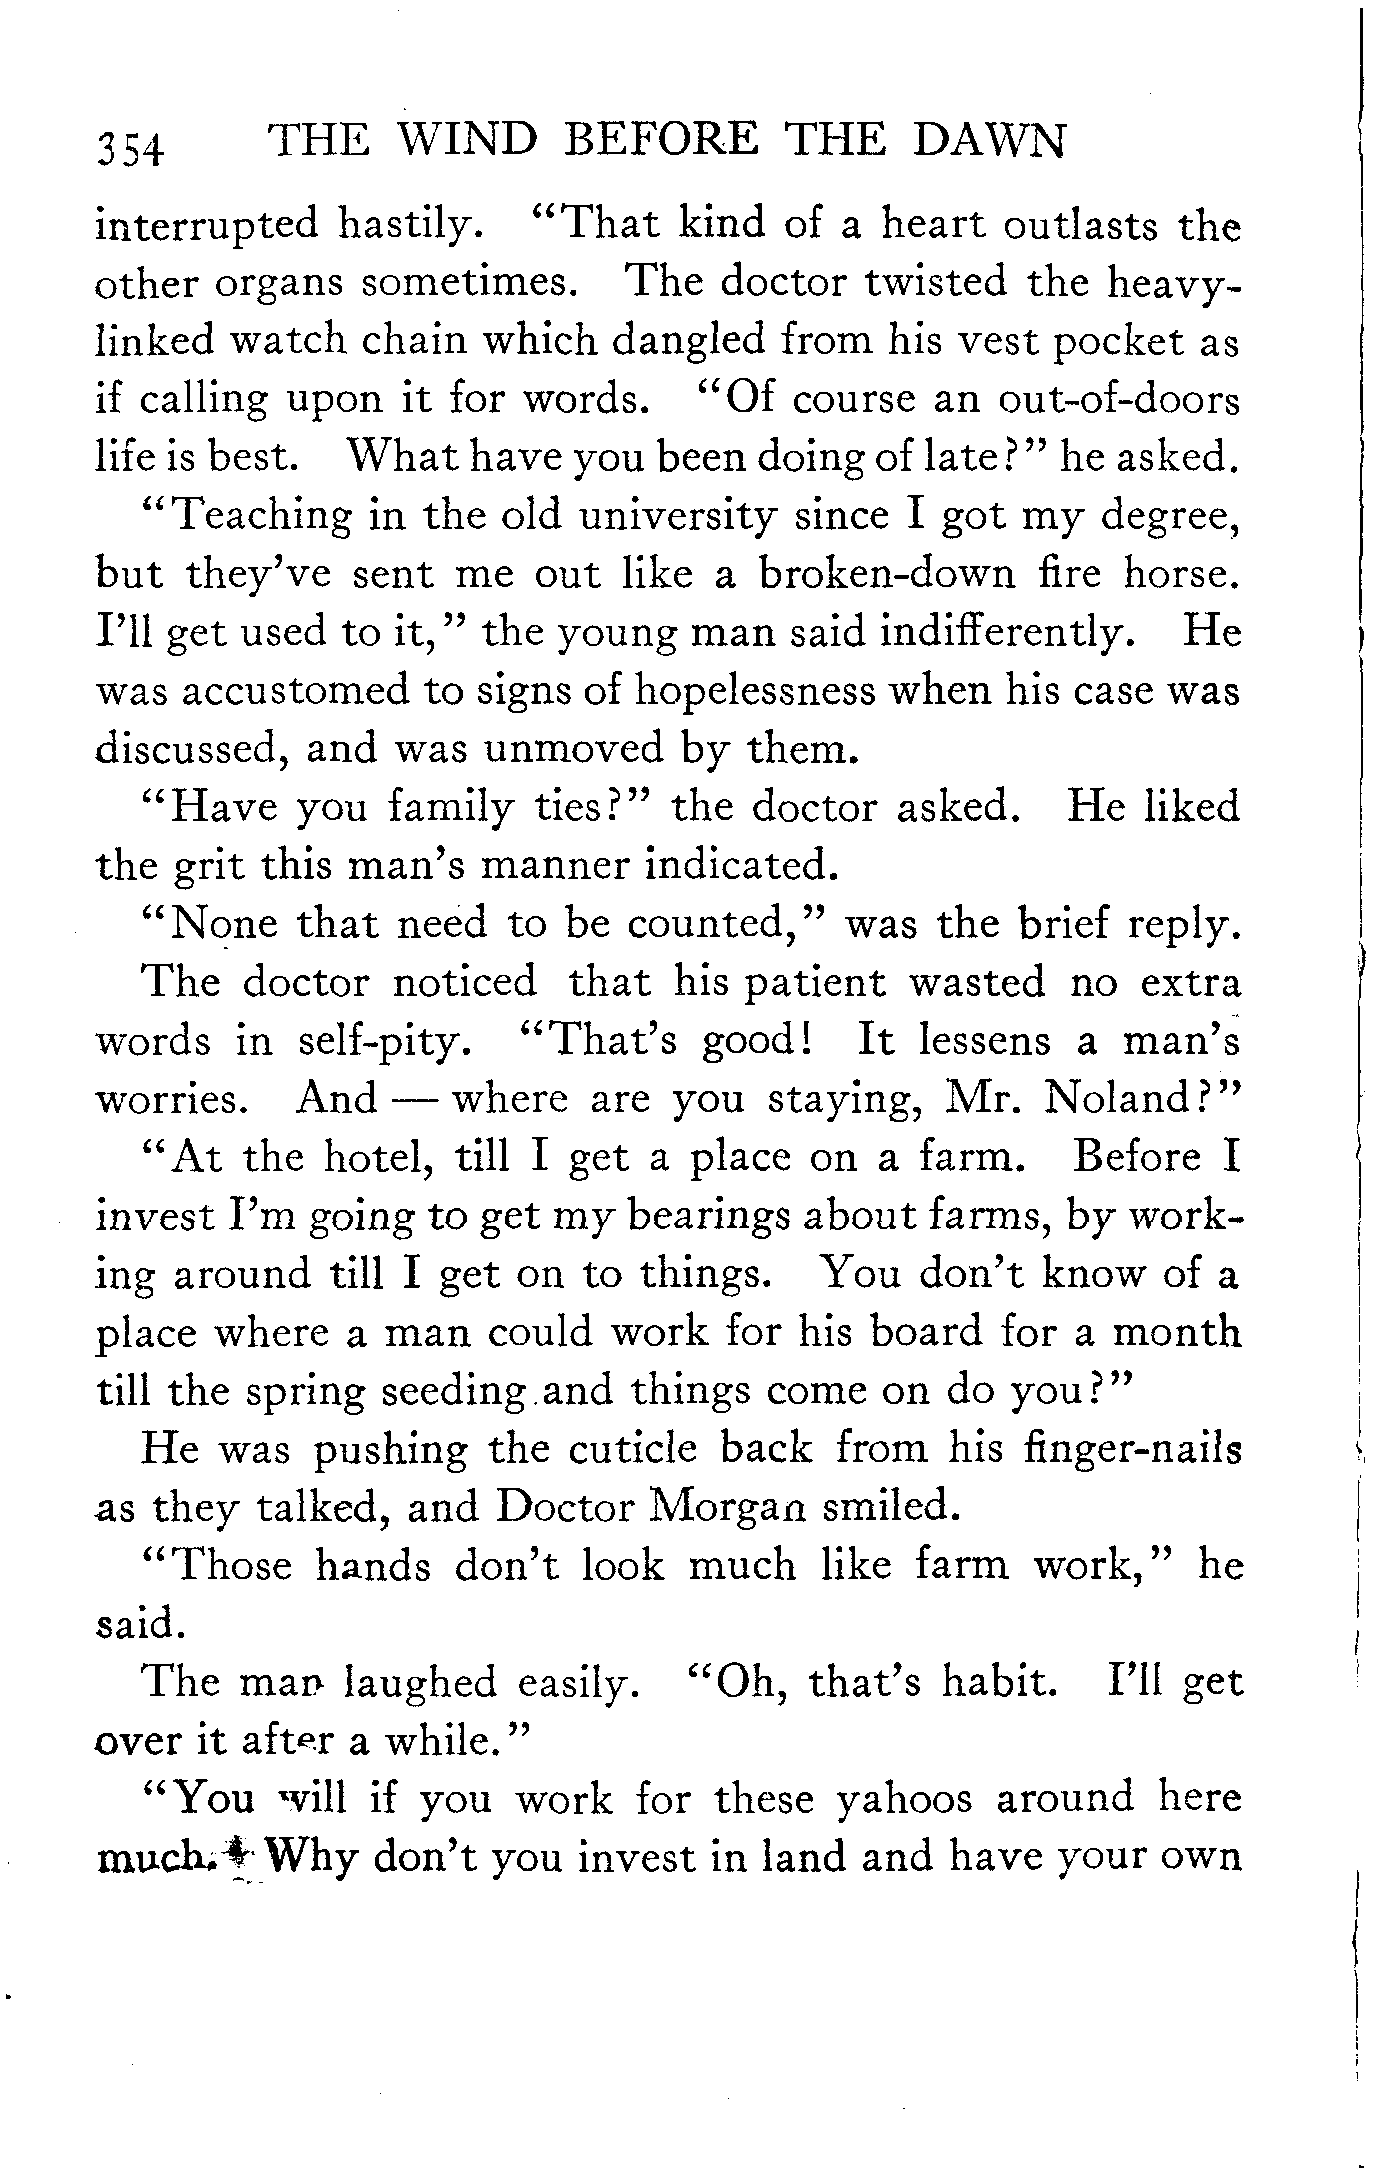 354 THE WIND BEFORE THE DAWN
interrupted hastily. “That kind of a heart outlasts the
other organs sometimes. The doctor twisted the heavy-
linked watch chain which dangled from his vest pocket as
if calling upon it for words. “Of course an out-of-doors
life is best. What have you been doing of late?” he asked.
“Teaching in the old university since I got my degree,
but they’ve sent me out like a broken-down fire horse.
I’ll get used to it,” the young man said indifferently. He
was accustomed to signs of hopelessness when his case was
discussed, and was unmoved by them.
“Have you family ties?” the doctor asked. He liked
the grit this man’s manner indicated.
“None that need to be counted,” was the brief reply.
The doctor noticed that his patient wasted no extra
words in self-pity. “That’s good! It lessens a man’s
worries. And — where are you staying, Mr. Noland?”
“At the hotel, till I get a place on a farm. Before I
invest I’m going to get my bearings about farms, by work-
ing around till I get on to things. You don’t know of a
place where a man could work for his board for a month
till the spring seeding and things come on do you?”
He was pushing the cuticle back from his finger-nails
as they talked, and Doctor Morgan smiled.
“Those hands don’t look much like farm work,” he
said.
The man laughed easily. “Oh, that’s habit. I’ll get
over it after a while.”
“You will if you work for these yahoos around here
much. Why don’t you invest in land and have your own